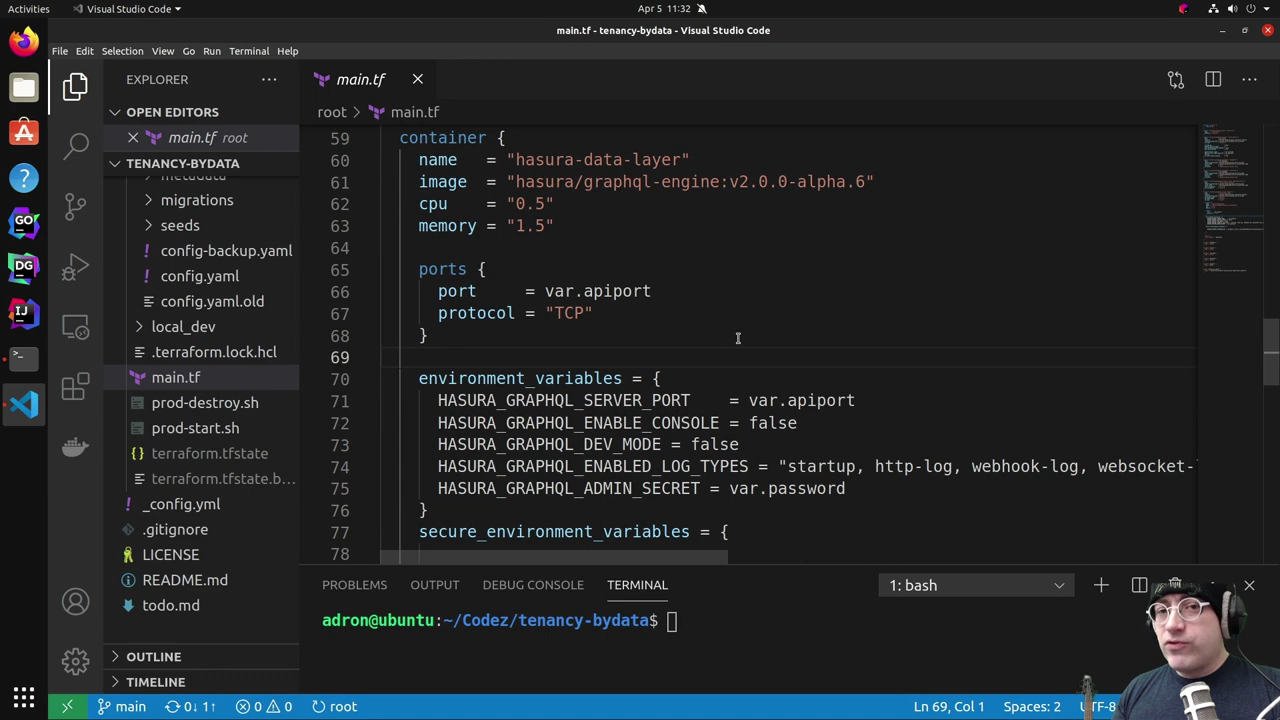 Activities
Visual Studio Code
Apr 5 11:32
main.tf - tenancy-bydata - Visual Studio Code
File Edit Selection View Go Run Terminal Help
EXPLORER
main.tf
OPEN EDITORS
main.tf root
TENANCY-BYDATA
metadata
migrations
seeds
config-backup.yaml
config.yaml
config.yaml.old
local_dev
.terraform.lock.hcl
main.tf
prod-destroy.sh
prod-start.sh
terraform.tfstate
terraform.tfstate.b...
_config.yml
.gitignore
LICENSE
README.md
todo.md
OUTLINE
TIMELINE
root > main.tf
59 container {
60 name = "hasura-data-layer"
61 image = "hasura/graphql-engine:v2.0.0-alpha.6"
62 cpu = "0.5"
63 memory = "1.5"
64
65 ports {
66 port = var.apiport
67 protocol = "TCP"
68 }
69
70 environment_variables = {
71 HASURA_GRAPHQL_SERVER_PORT = var.apiport
72 HASURA_GRAPHQL_ENABLE_CONSOLE = false
73 HASURA_GRAPHQL_DEV_MODE = false
74 HASURA_GRAPHQL_ENABLED_LOG_TYPES = "startup, http-log, webhook-log, websocket-
75 HASURA_GRAPHQL_ADMIN_SECRET = var.password
76 }
77 secure_environment_variables = {
78
PROBLEMS OUTPUT DEBUG CONSOLE TERMINAL
1: bash
adron@ubuntu:~/Codez/tenancy-bydata$
main 0↓ 1↑ 0 0 root
Ln 69, Col 1 Spaces: 2 UTF-8